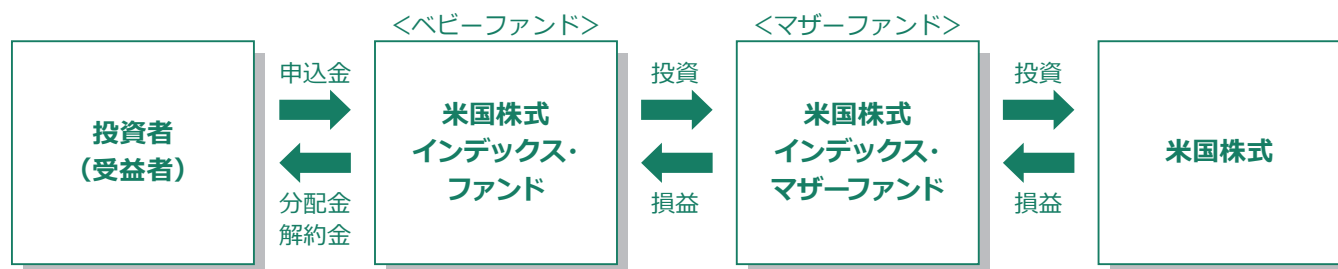 ＜ベビーファンド＞
＜マザーファンド＞
投資者
（受益者）
申込金
分配金
解約金
米国株式
インデックス・
ファンド
投資
損益
米国株式
インデックス・
マザーファンド
投資
損益
米国株式